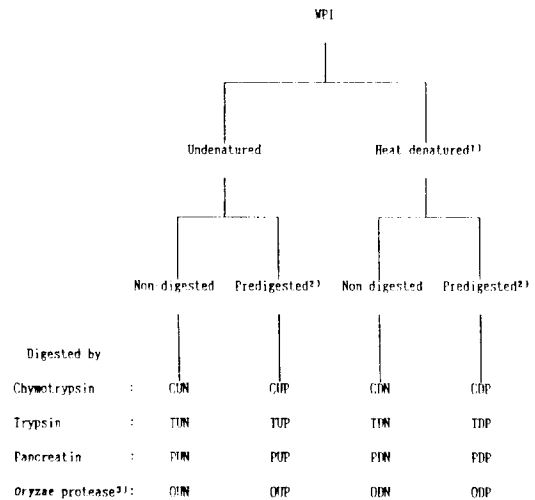 WPI
Undenatured Heat denatured¹⁾
Non-digested Predigested²⁾ Non digested Predigested²⁾
Digested by
Chymotrypsin : CUN CUP CDN CDP
Trypsin : TUN TUP TDN TDP
Pancreatin : PUN PUP PDN PDP
Oryzae protease³⁾: OUN OUP ODN ODP